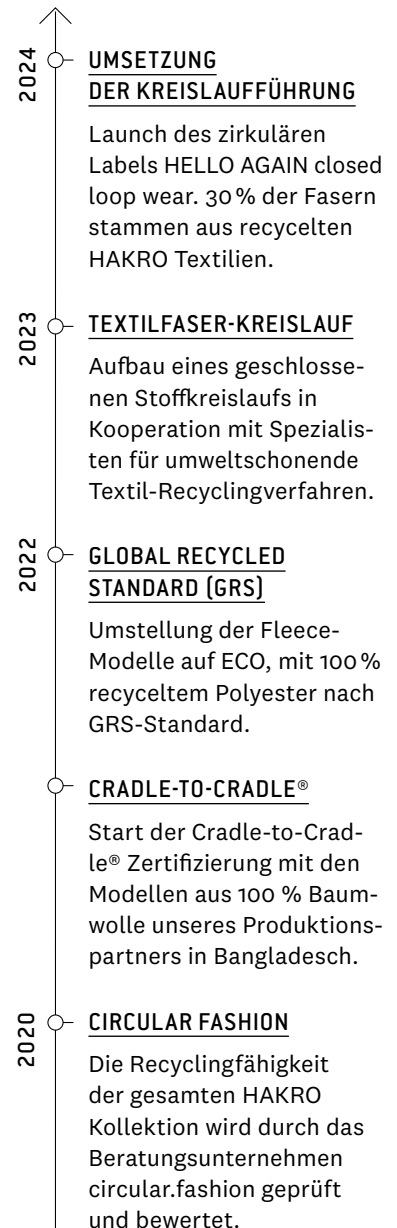 2024
UMSETZUNG
DER KREISLAUFFÜHRUNG
Launch des zirkulären
Labels HELLO AGAIN closed
loop wear. 30 % der Fasern
stammen aus recycelten
HAKRO Textilien.
2023
TEXTILFASER-KREISLAUF
Aufbau eines geschlosse-
nen Stoffkreislaufs in
Kooperation mit Spezialis-
ten für umweltschonende
Textil-Recyclingverfahren.
2022
GLOBAL RECYCLED
STANDARD (GRS)
Umstellung der Fleece-
Modelle auf ECO, mit 100 %
recyceltem Polyester nach
GRS-Standard.
CRADLE-TO-CRADLE®
Start der Cradle-to-Crad-
le® Zertifizierung mit den
Modellen aus 100 % Baum-
wolle unseres Produktions-
partners in Bangladesch.
2020
CIRCULAR FASHION
Die Recyclingfähigkeit
der gesamten HAKRO
Kollektion wird durch das
Beratungsunternehmen
circular.fashion geprüft
und bewertet.